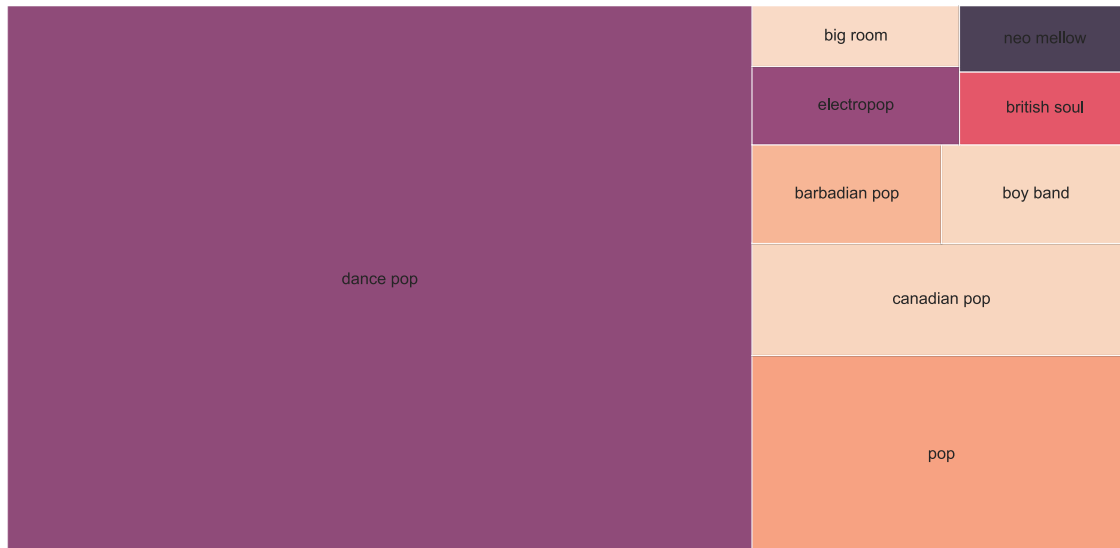 big room
neo mellow
electropop
british soul
barbadian pop
boy band
dance pop
canadian pop
pop